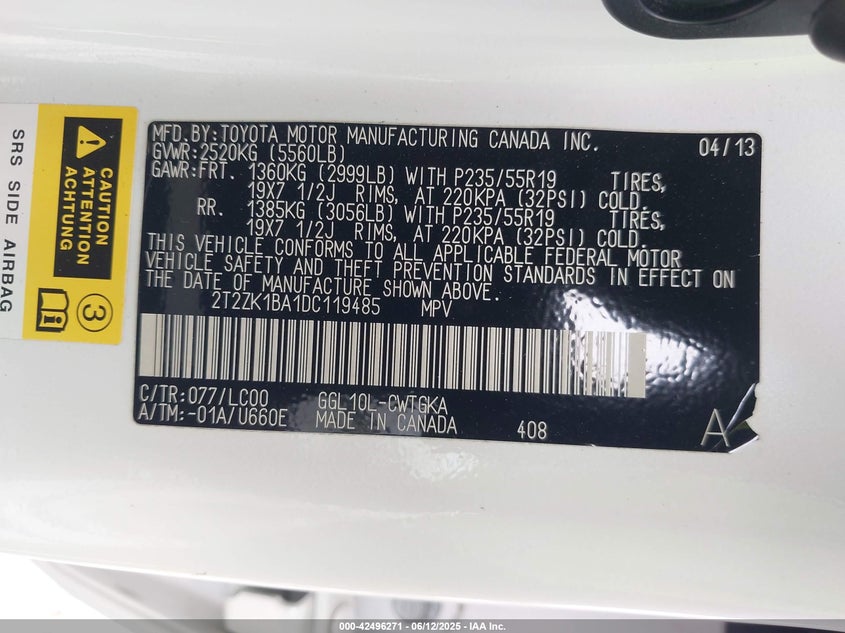 CAUTION
ATTENTION
ACHTUNG
SRS SIDE AIRBAG
3
i
MFD. BY: TOYOTA MOTOR MANUFACTURING CANADA INC. 04/13
GVWR: 2520KG (5560LB)
GAWR: FRT. 1360KG (2999LB) WITH P235/55R19 TIRES,
19X7 1/2J RIMS, AT 220KPA (32PSI) COLD.
RR. 1385KG (3056LB) WITH P235/55R19 TIRES,
19X7 1/2J RIMS, AT 220KPA (32PSI) COLD.
THIS VEHICLE CONFORMS TO ALL APPLICABLE FEDERAL MOTOR
VEHICLE SAFETY AND THEFT PREVENTION STANDARDS IN EFFECT ON
THE DATE OF MANUFACTURE SHOWN ABOVE.
2T2ZK1BA1DC119485 MPV
C/TR: 077/LC00 GGL10L-CWTGKA
A/TM: -01A/U660E MADE IN CANADA 408
A
000-42496271 - 06/12/2025 - IAA Inc.